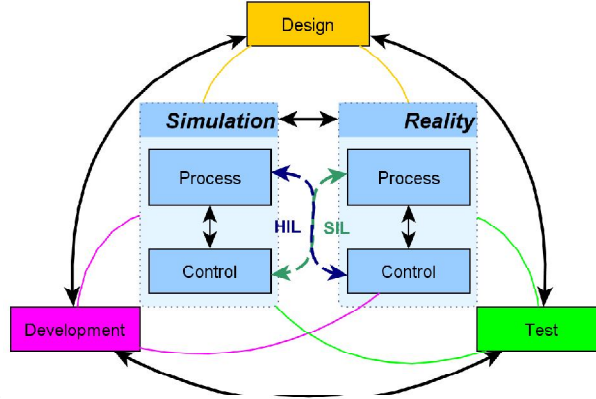 Design
Simulation
Reality
Process
Process
HIL
SIL
Control
Control
Development
Test